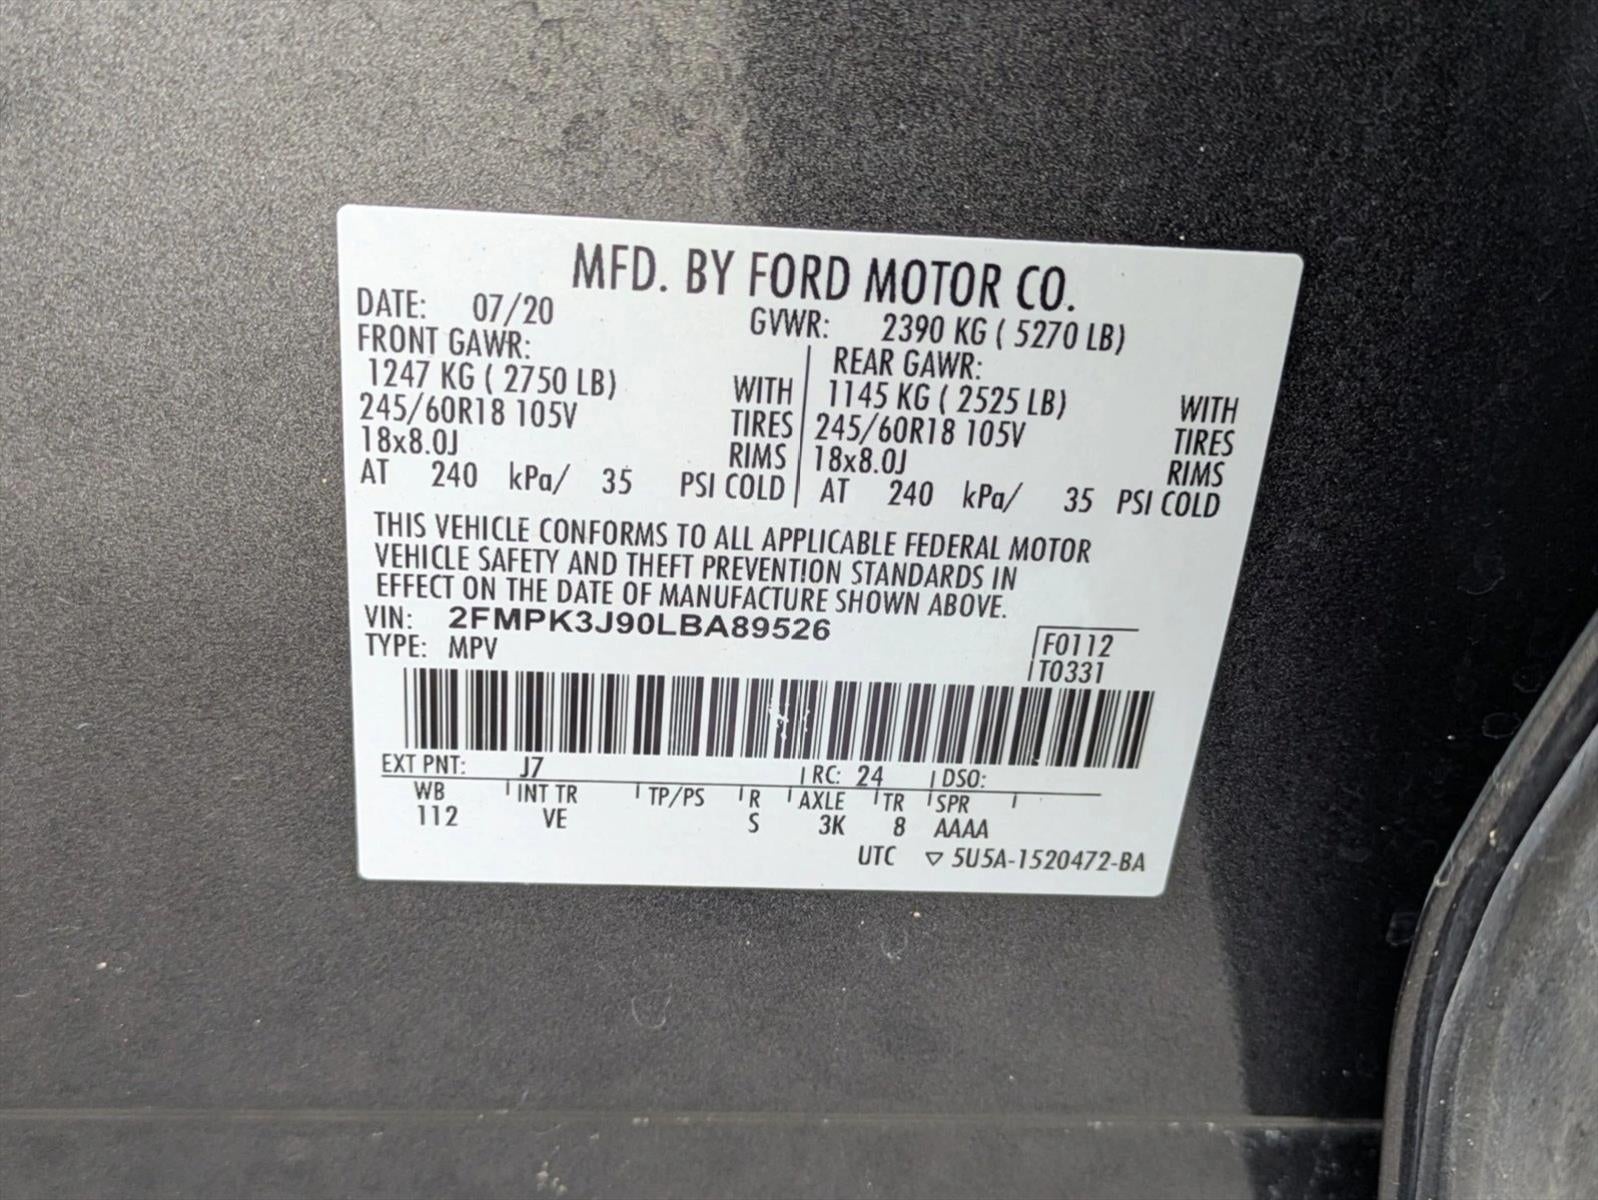 MFD. BY FORD MOTOR CO.
DATE: 07/20 GVWR: 2390 KG ( 5270 LB)
FRONT GAWR: REAR GAWR:
1247 KG ( 2750 LB) WITH 1145 KG ( 2525 LB) WITH
245/60R18 105V TIRES 245/60R18 105V TIRES
18x8.0J RIMS 18x8.0J RIMS
AT 240 kPa/ 35 PSI COLD AT 240 kPa/ 35 PSI COLD
THIS VEHICLE CONFORMS TO ALL APPLICABLE FEDERAL MOTOR
VEHICLE SAFETY AND THEFT PREVENTION STANDARDS IN
EFFECT ON THE DATE OF MANUFACTURE SHOWN ABOVE.
VIN: 2FMPK3J90LBA89526 F0112
TYPE: MPV T0331
EXT PNT: J7 RC: 24 DSO:
WB INT TR TP/PS R AXLE TR SPR
112 VE S 3K 8 AAAA
UTC ▽ 5U5A-1520472-BA